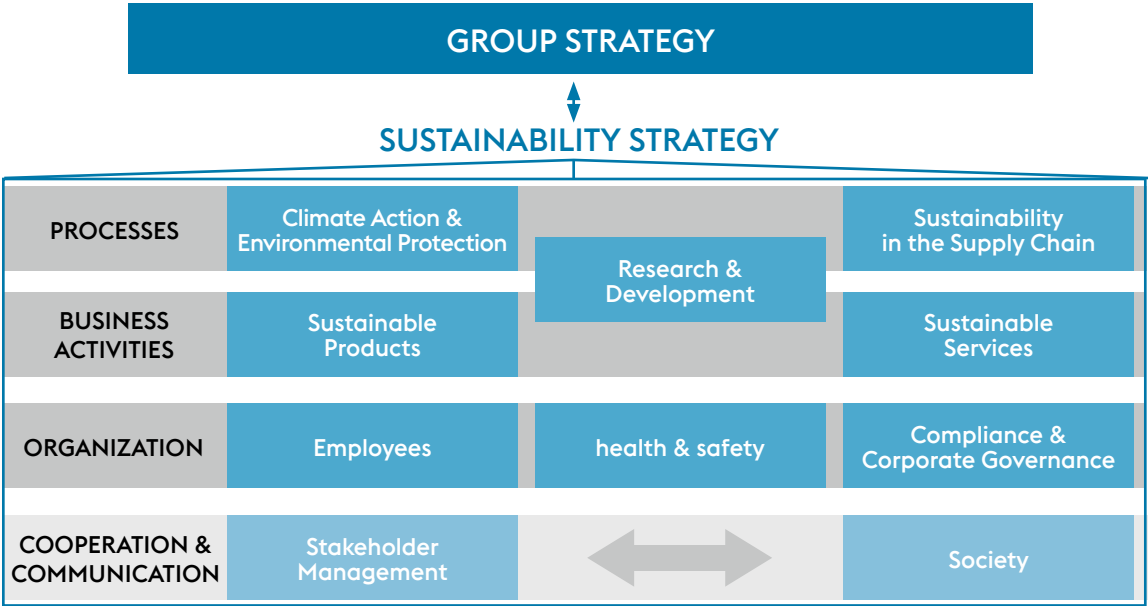 GROUP STRATEGY
SUSTAINABILITY STRATEGY
PROCESSES
Climate Action &
Environmental Protection
Research &
Development
Sustainability
in the Supply Chain
BUSINESS
ACTIVITIES
Sustainable
Products
Sustainable
Services
ORGANIZATION
Employees
health & safety
Compliance &
Corporate Governance
COOPERATION &
COMMUNICATION
Stakeholder
Management
Society